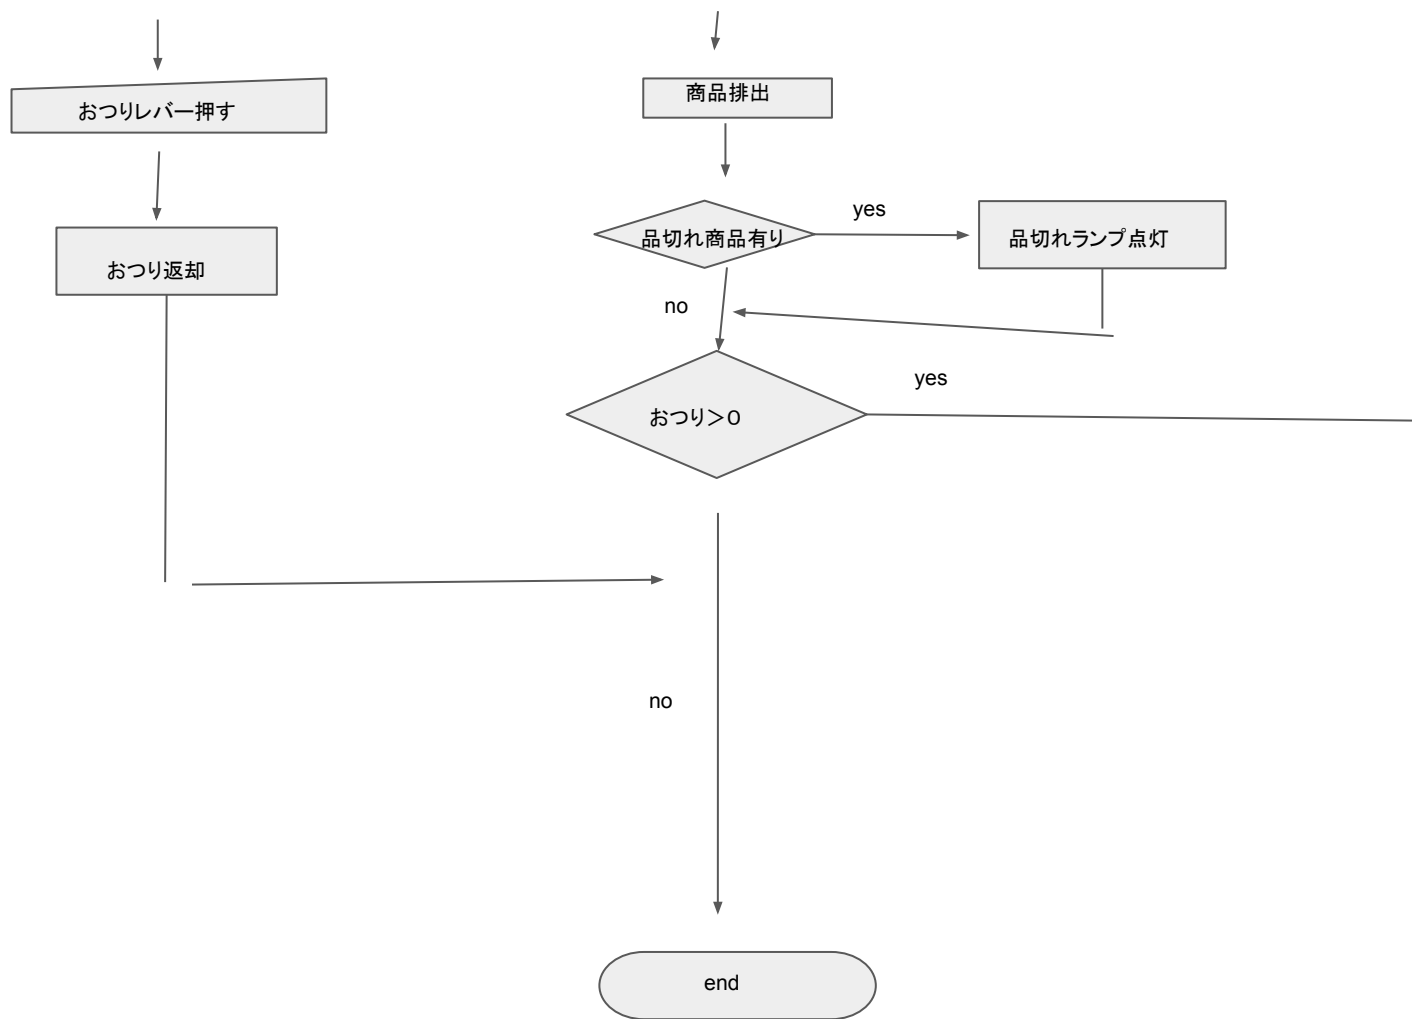 おつりレバー押す
商品排出
おつり返却
品切れ商品有り
yes
品切れランプ点灯
no
おつり＞０
yes
no
end